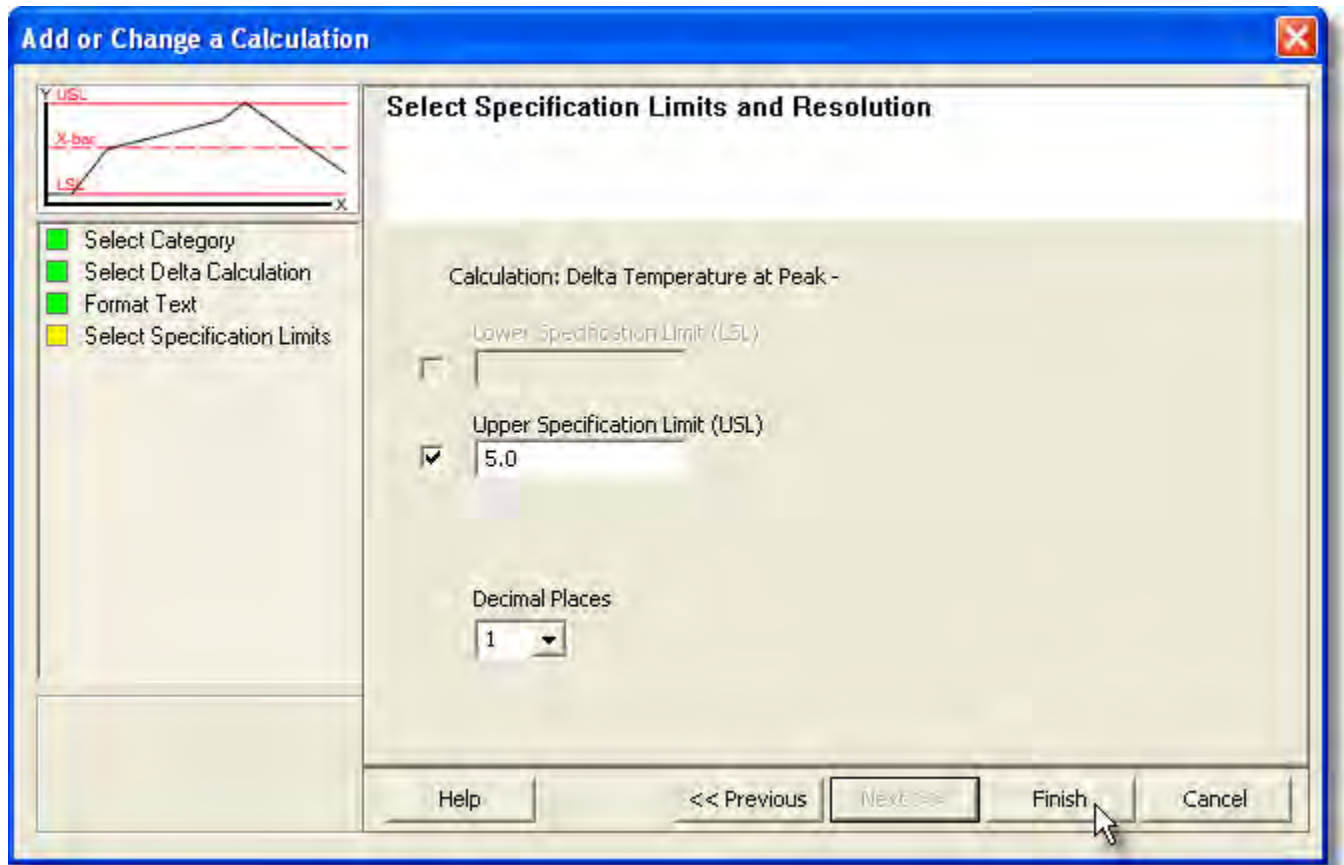 Add or Change a Calculation
Y USL
X-bar
LSL
X
Select Specification Limits and Resolution
Select Category
Select Delta Calculation
Format Text
Select Specification Limits
Calculation: Delta Temperature at Peak -
Lower Specification Limit (LSL)
Upper Specification Limit (USL)
5.0
Decimal Places
1
Help
<< Previous
Next >>
Finish
Cancel